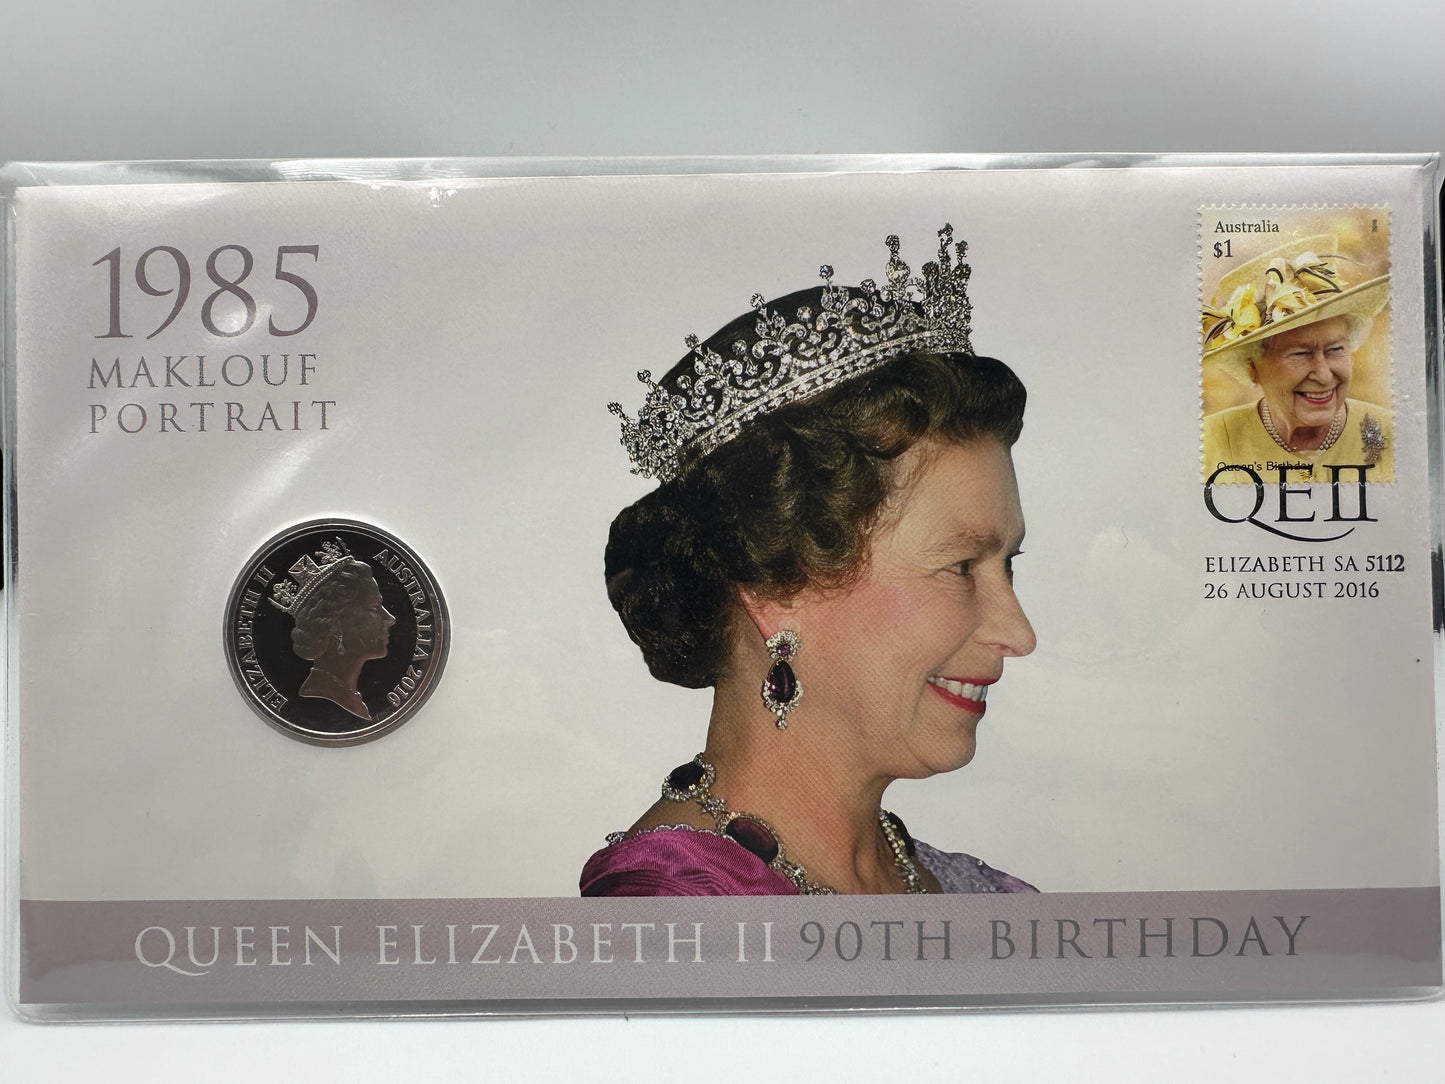 1985
MAKLOUF
PORTRAIT
Australia
$1
2016
Queen's Birthday
QEII
ELIZABETH SA 5112
26 AUGUST 2016
ELIZABETH II AUSTRALIA 2016
QUEEN ELIZABETH II 90TH BIRTHDAY